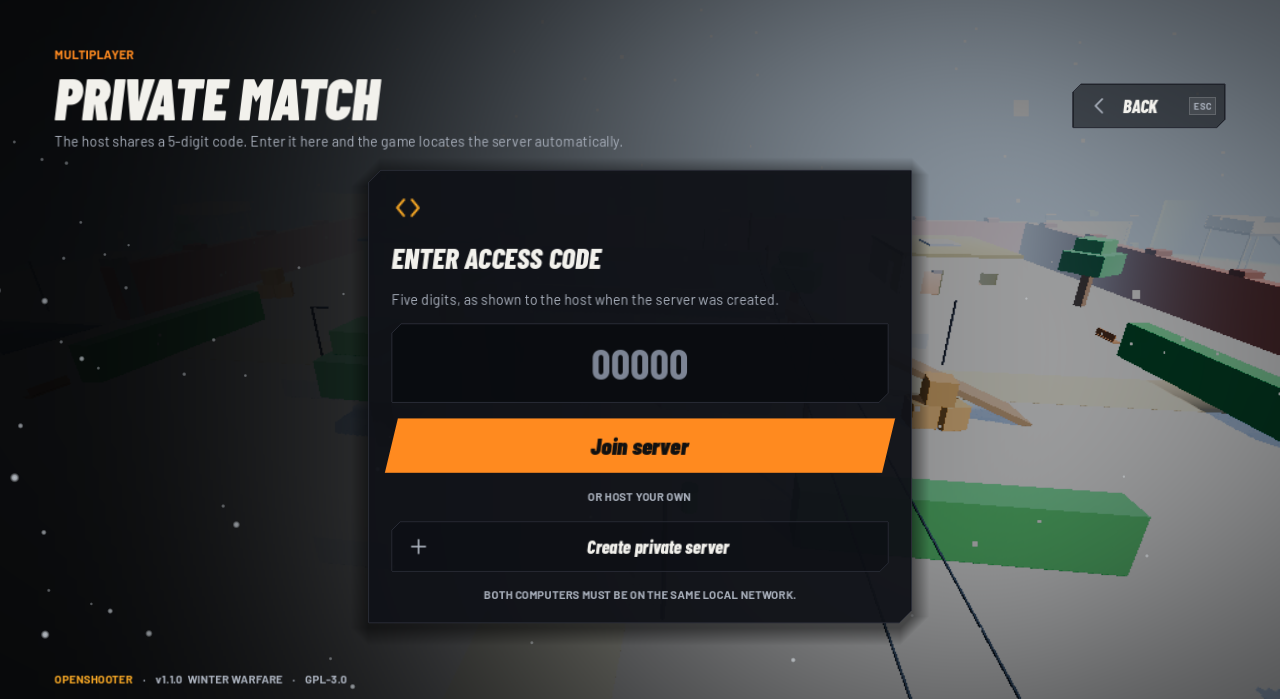 MULTIPLAYER
PRIVATE MATCH
The host shares a 5-digit code. Enter it here and the game locates the server automatically.
BACK ESC
ENTER ACCESS CODE
Five digits, as shown to the host when the server was created.
00000
Join server
OR HOST YOUR OWN
Create private server
BOTH COMPUTERS MUST BE ON THE SAME LOCAL NETWORK.
OPENSHOOTER · v1.1.0 WINTER WARFARE · GPL-3.0